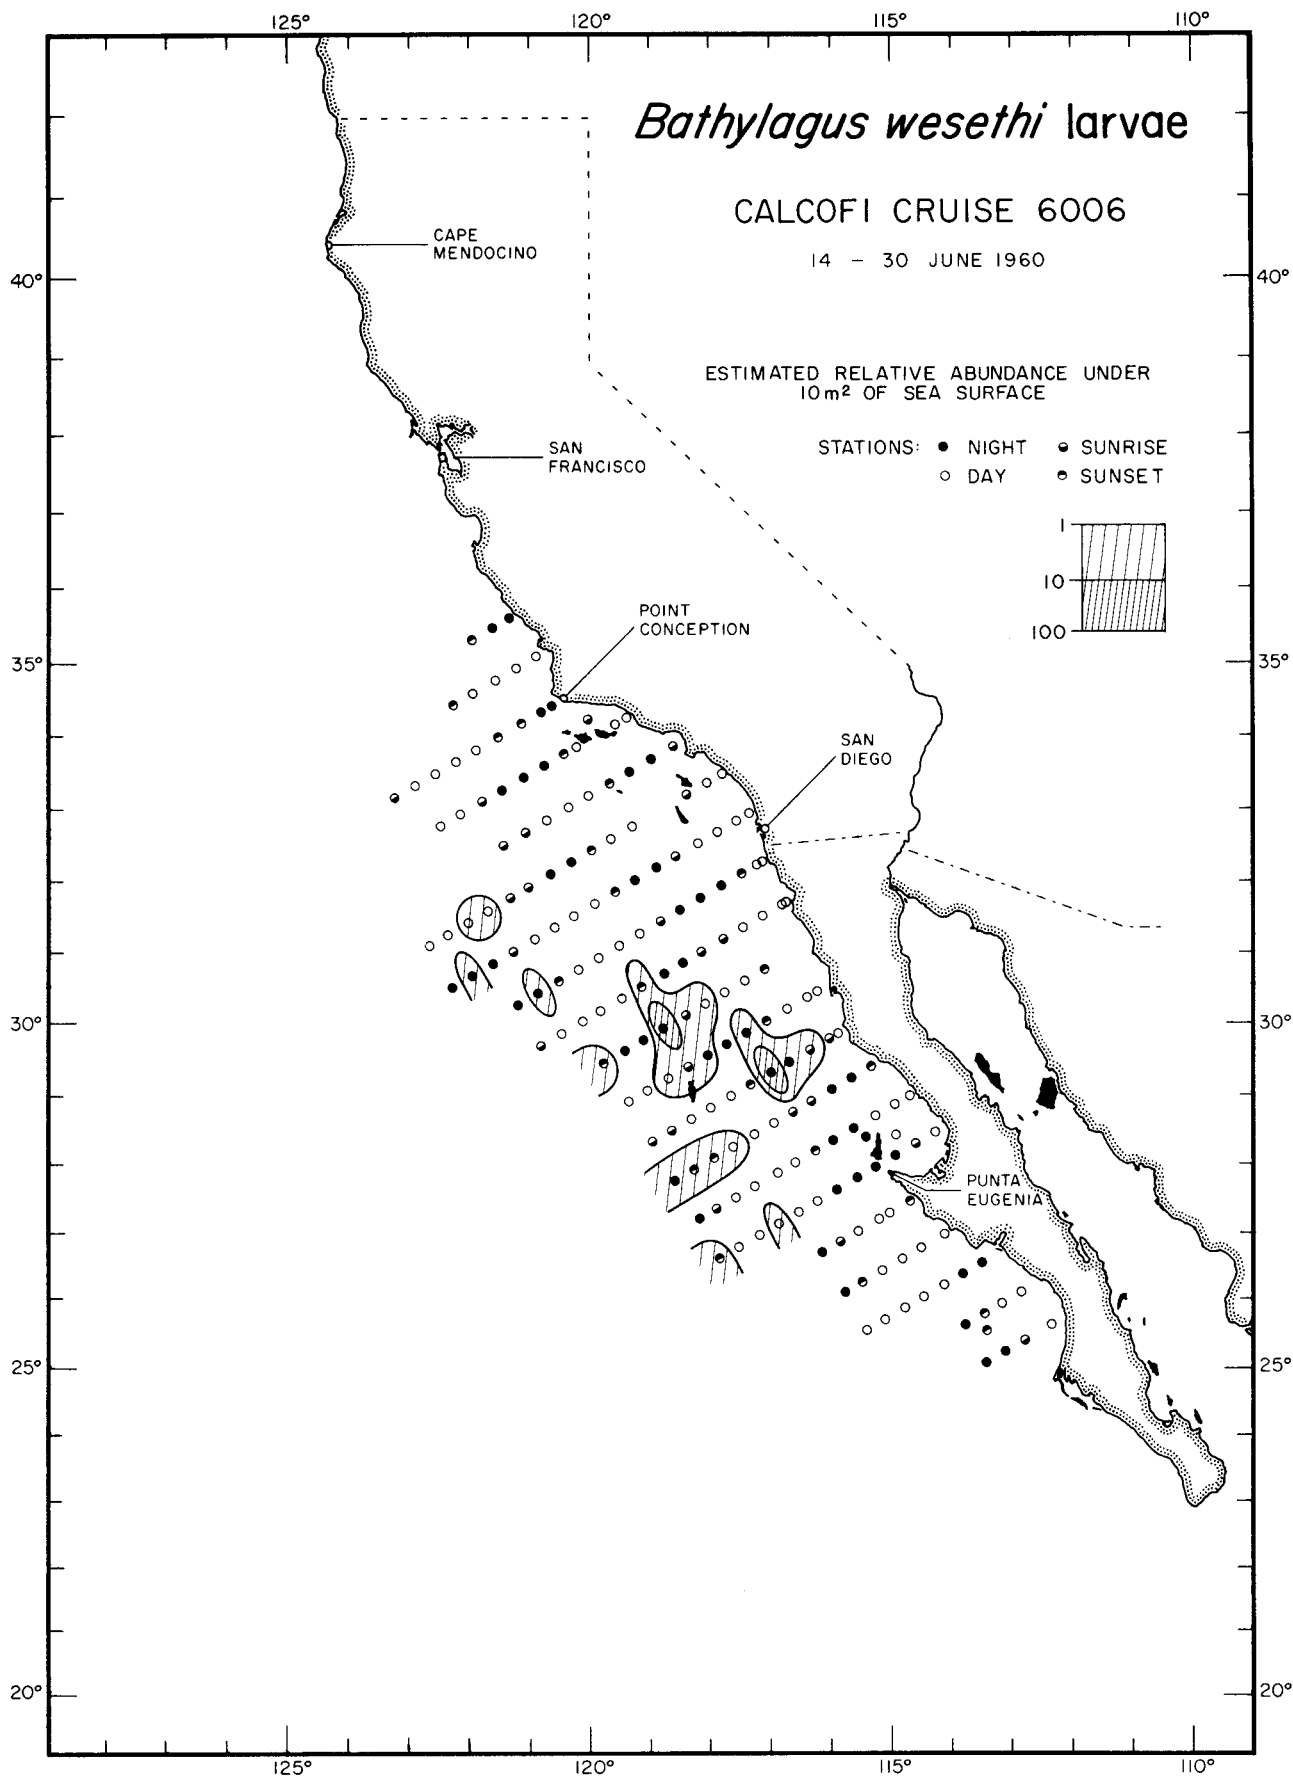 125° 120° 115° 110°
Bathylagus wesethi larvae
CALCOFI CRUISE 6006
14 – 30 JUNE 1960
CAPE
MENDOCINO
40° 40°
ESTIMATED RELATIVE ABUNDANCE UNDER
10m² OF SEA SURFACE
STATIONS: NIGHT SUNRISE
DAY SUNSET
SAN
FRANCISCO
1
10
100
POINT
CONCEPTION
35° 35°
SAN
DIEGO
30° 30°
PUNTA
EUGENIA
25° 25°
20° 20°
125° 120° 115° 110°